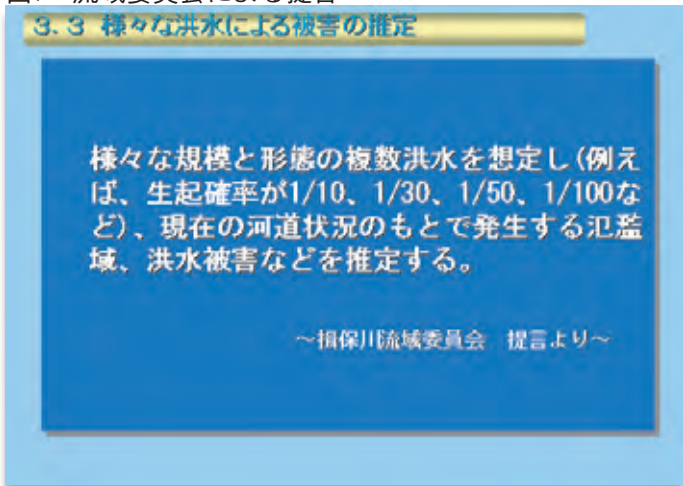 3.3 様々な洪水による被害の推定
様々な規模と形態の複数洪水を想定し(例え
ば、生起確率が1/10、1/30、1/50、1/100な
ど)、現在の河道状況のもとで発生する氾濫
域、洪水被害などを推定する。
～揖保川流域委員会 提言より～